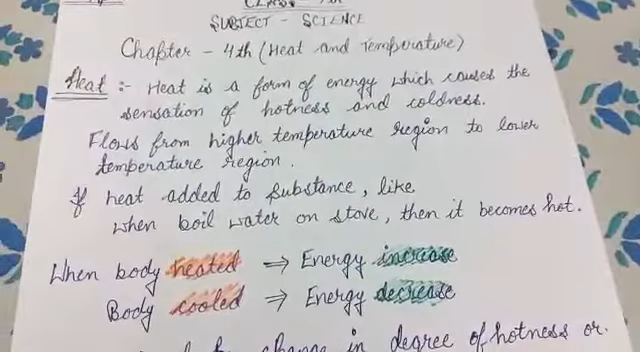 SUBJECT - SCIENCE
Chapter - 4th (Heat and Temperature)
Heat :- Heat is a form of energy which caused the
sensation of hotness and coldness.
Flows from higher temperature region to lower
temperature region.
If heat added to substance, like
when boil water on stove, then it becomes hot.
When body heated ⇒ Energy increase
Body cooled ⇒ Energy decrease
change in degree of hotness or